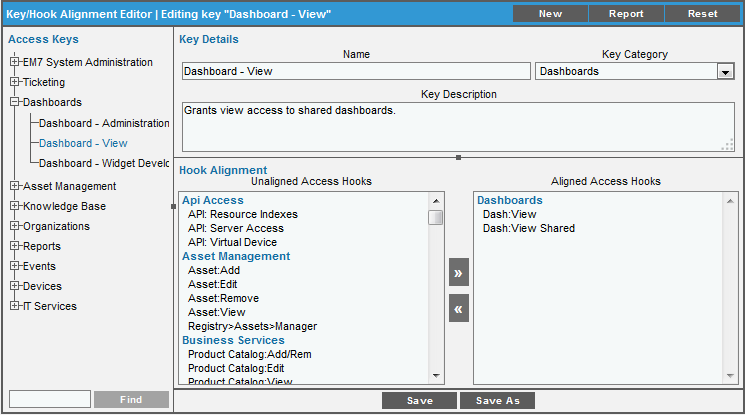 Key/Hook Alignment Editor | Editing key "Dashboard - View"
New
Report
Reset
Access Keys
EM7 System Administration
Ticketing
Dashboards
Dashboard - Administration
Dashboard - View
Dashboard - Widget Develo
Asset Management
Knowledge Base
Organizations
Reports
Events
Devices
IT Services
Find
Key Details
Name
Key Category
Dashboard - View
Dashboards
Key Description
Grants view access to shared dashboards.
Hook Alignment
Unaligned Access Hooks
Api Access
API: Resource Indexes
API: Server Access
API: Virtual Device
Asset Management
Asset:Add
Asset:Edit
Asset:Remove
Asset:View
Registry>Assets>Manager
Business Services
Product Catalog:Add/Rem
Product Catalog:Edit
Product Catalog:View
»
«
Aligned Access Hooks
Dashboards
Dash:View
Dash:View Shared
Save
Save As